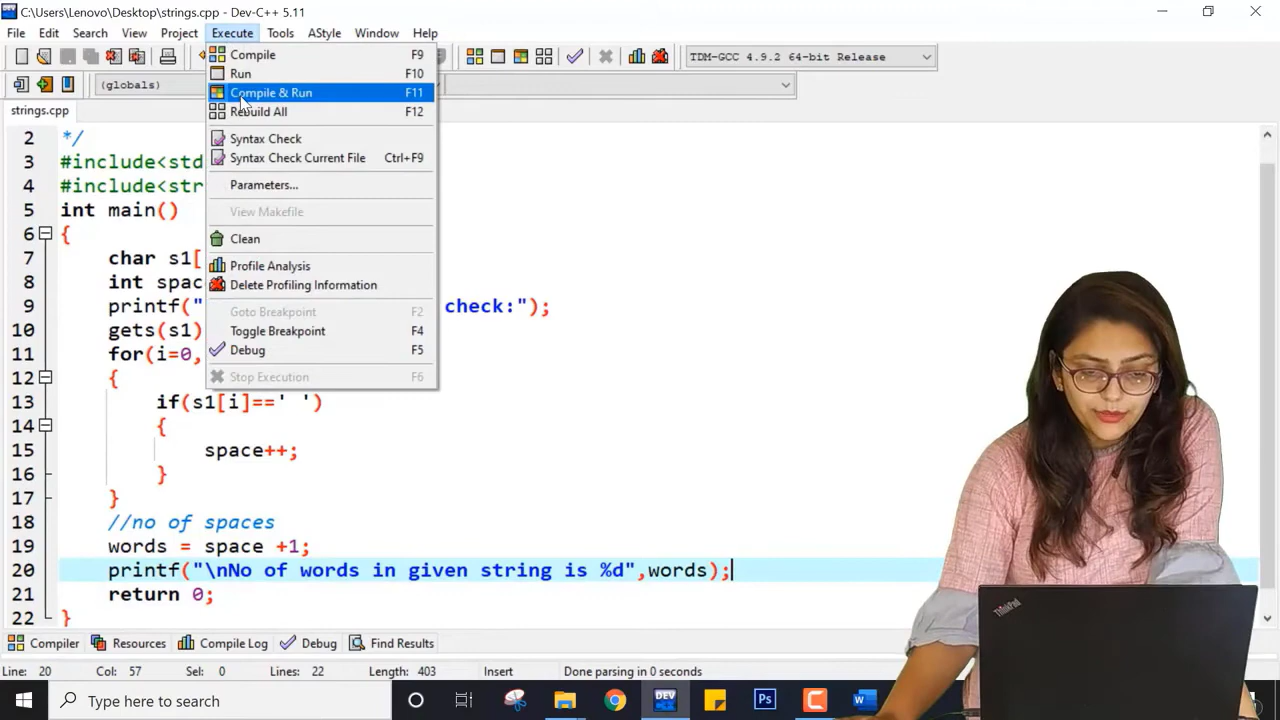 C:\Users\Lenovo\Desktop\strings.cpp - Dev-C++ 5.11
File Edit Search View Project Execute Tools AStyle Window Help
TDM-GCC 4.9.2 64-bit Release
(globals)
strings.cpp
Compile F9
Run F10
Compile & Run F11
Rebuild All F12
Syntax Check
Syntax Check Current File Ctrl+F9
Parameters...
View Makefile
Clean
Profile Analysis
Delete Profiling Information
Goto Breakpoint F2
Toggle Breakpoint F4
Debug F5
Stop Execution F6
2 */
3 #include<std
4 #include<str
5 int main()
6 {
7 char s1[
8 int spac
9 printf(" check:");
10 gets(s1)
11 for(i=0,
12 {
13 if(s1[i]==' ')
14 {
15 space++;
16 }
17 }
18 //no of spaces
19 words = space +1;
20 printf("\nNo of words in given string is %d",words);
21 return 0;
22 }
Compiler Resources Compile Log Debug Find Results
Line: 20 Col: 57 Sel: 0 Lines: 22 Length: 403 Insert Done parsing in 0 seconds
Type here to search
DEV
Ps
ThinkPad